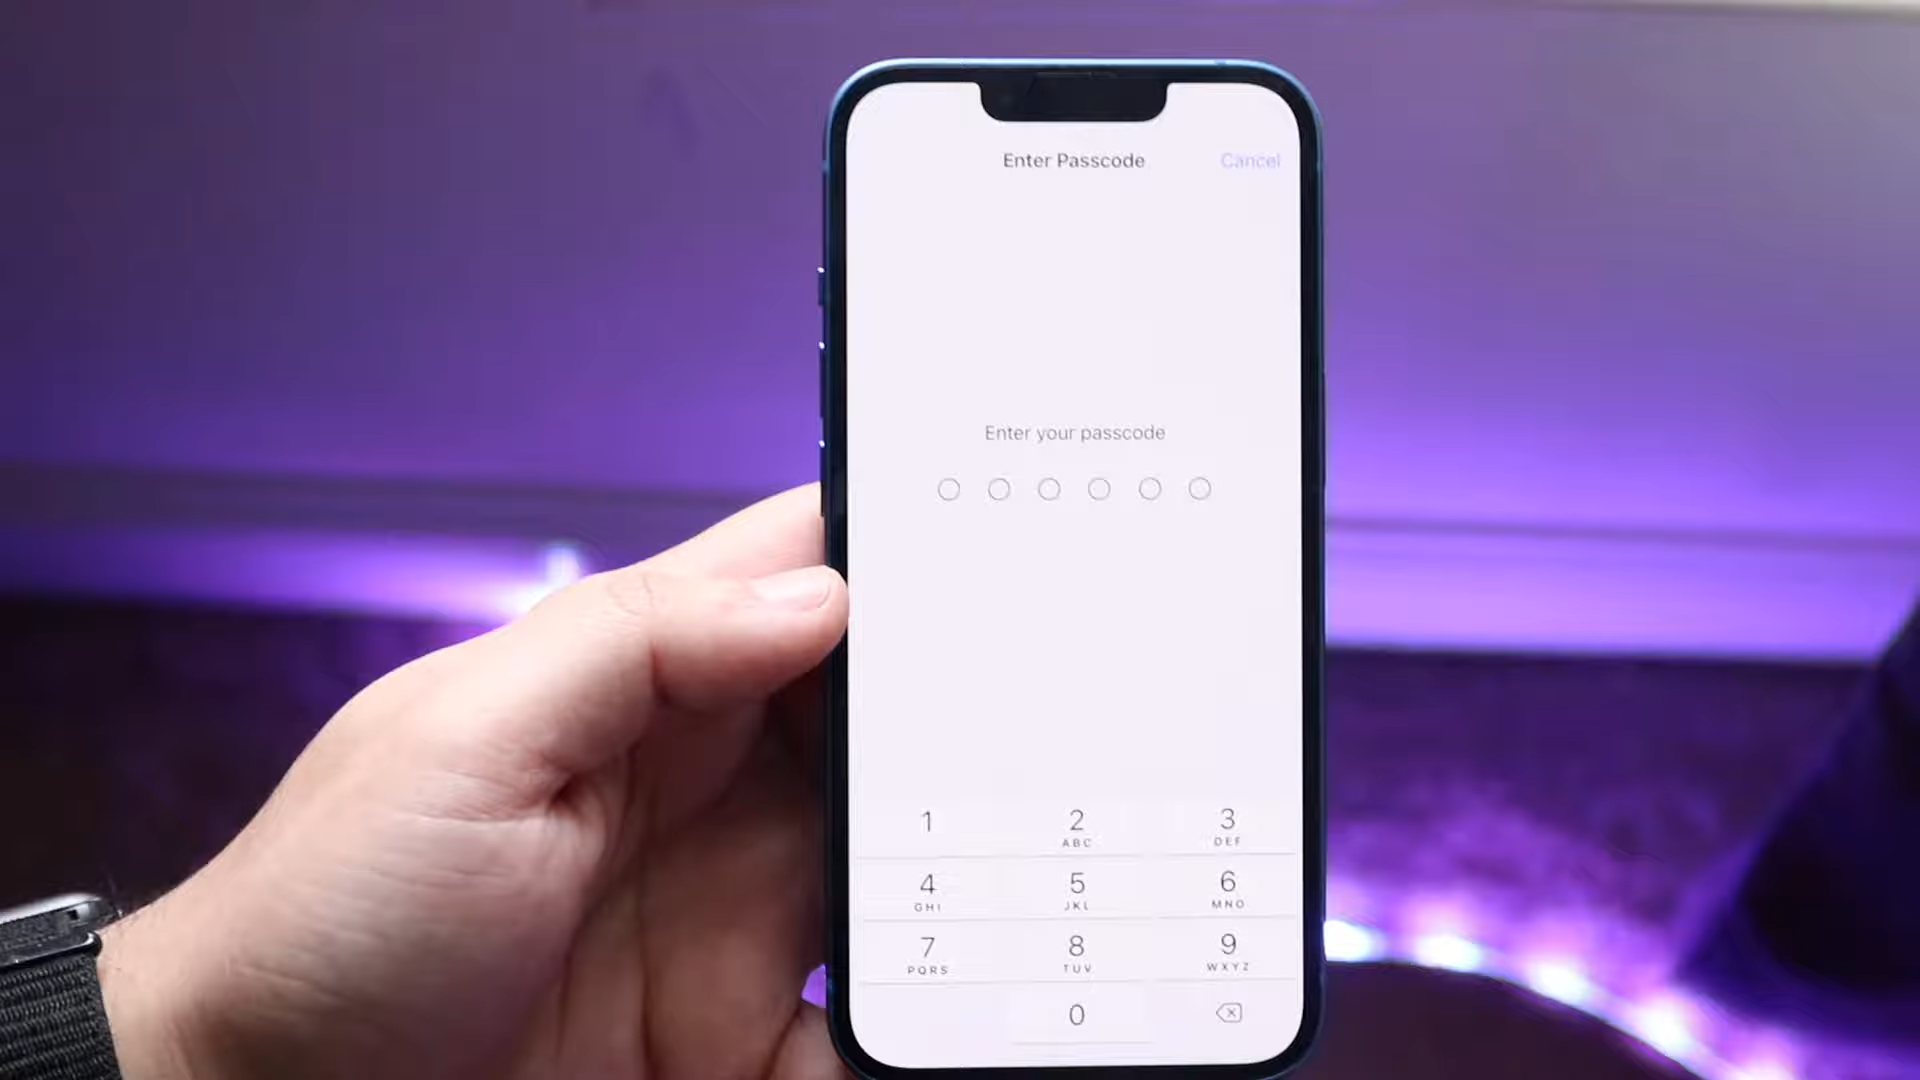 Enter Passcode Cancel
Enter your passcode
1 2 3
ABC DEF
4 5 6
GHI JKL MNO
7 8 9
PQRS TUV WXYZ
0